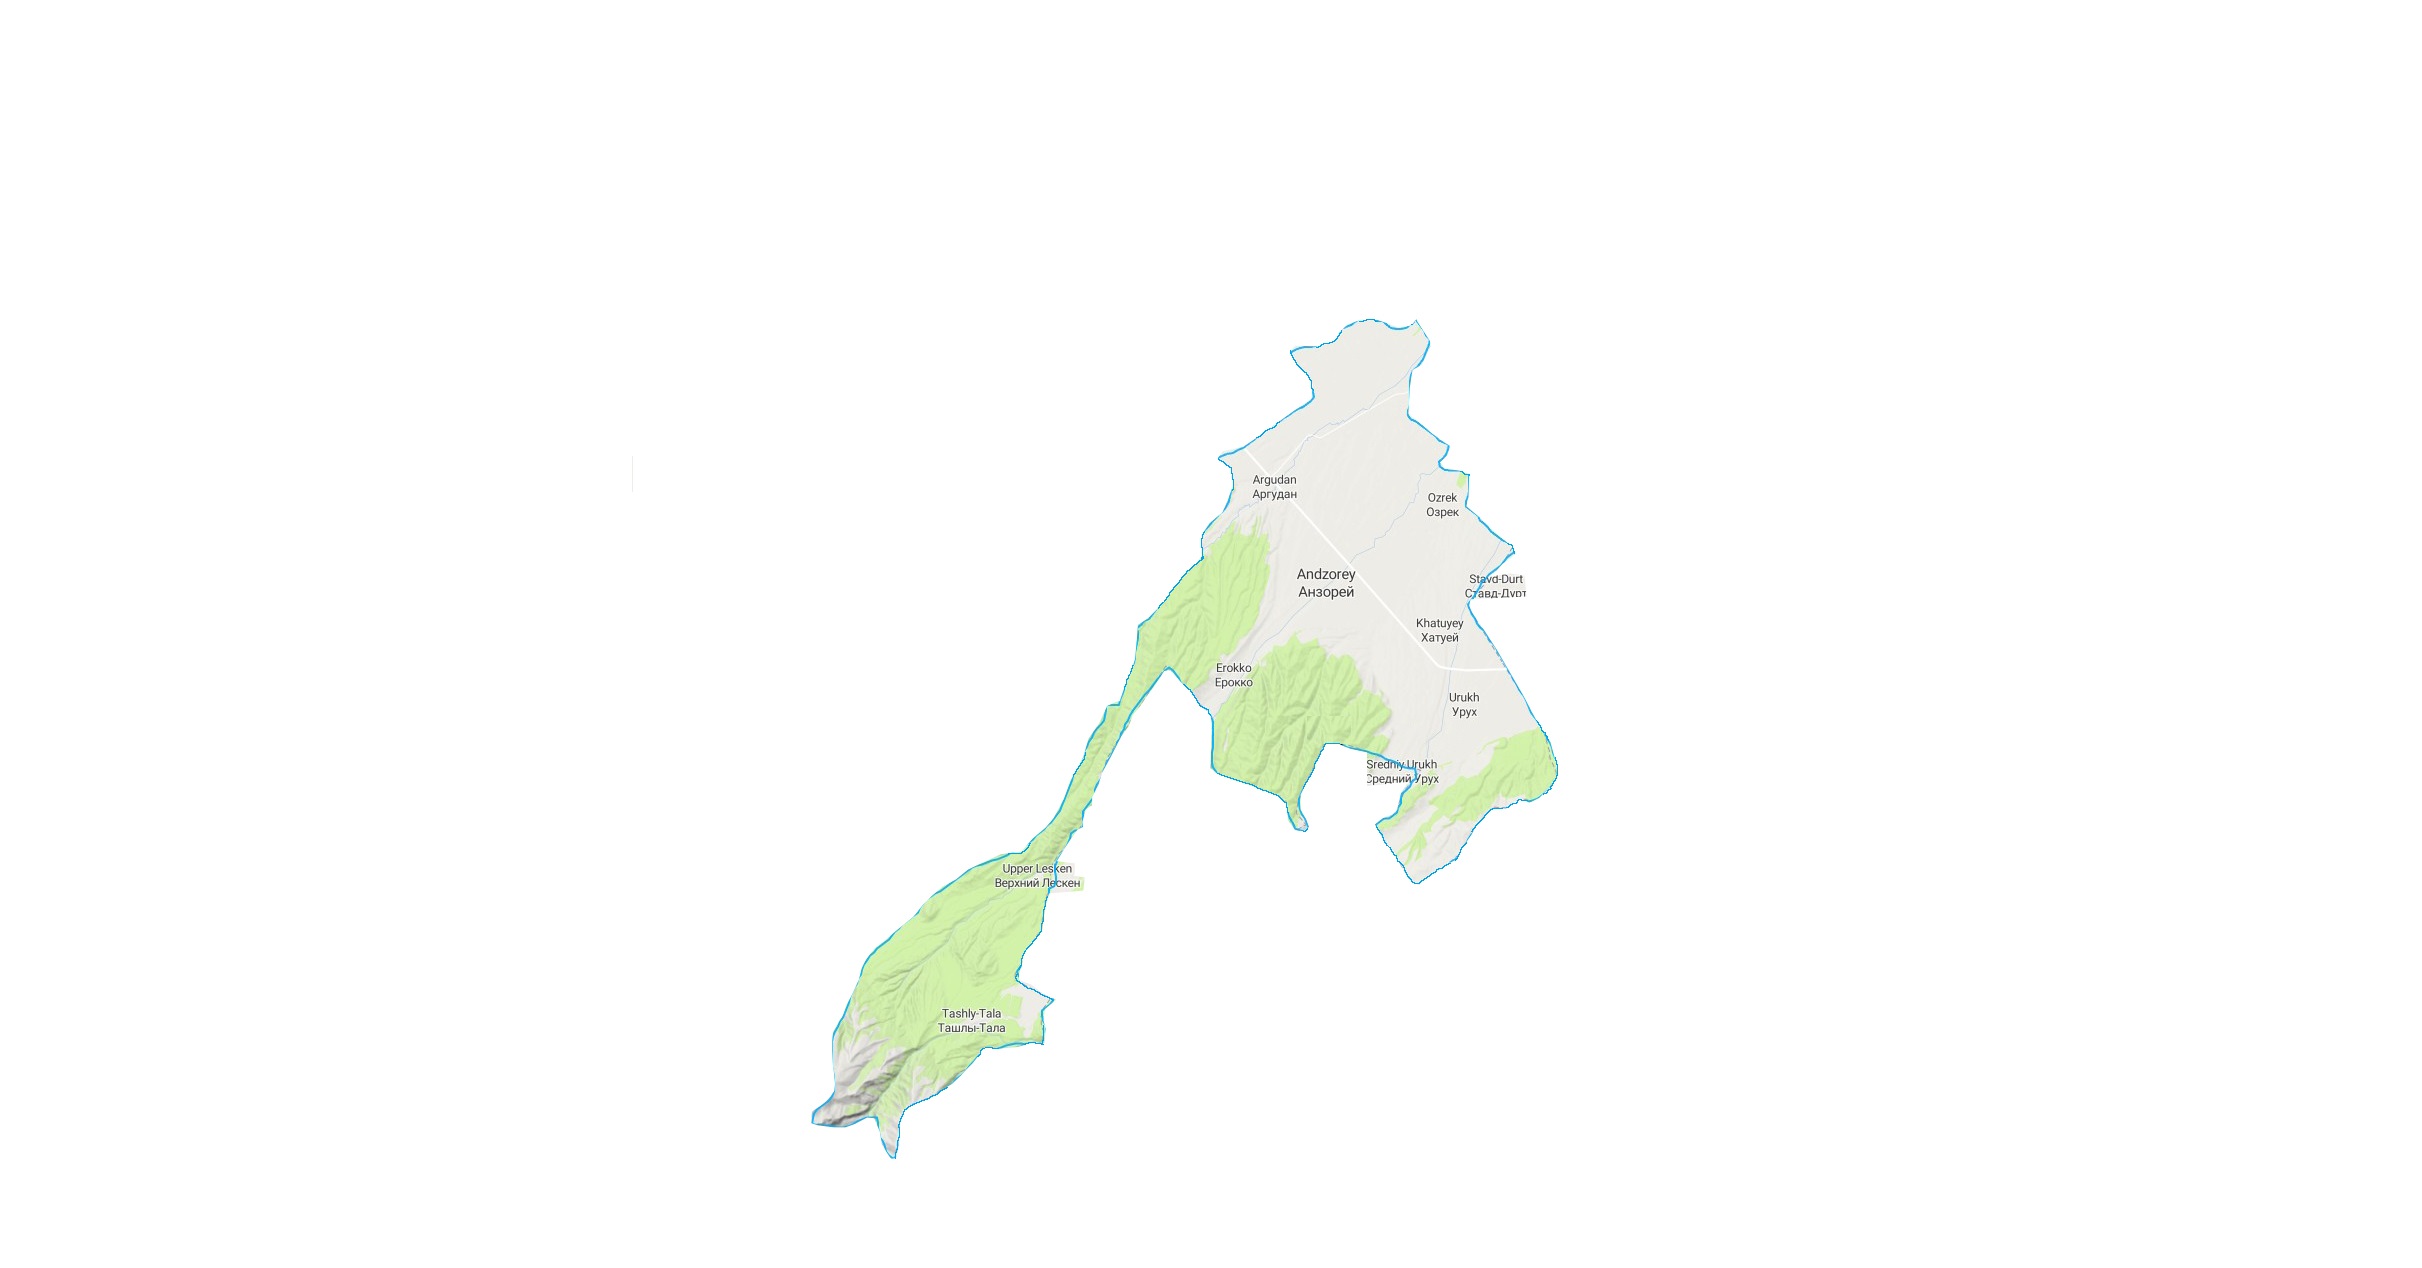 Argudan
Аргудан
Ozrek
Озрек
Andzorey
Анзорей
Stavd-Durt
Ставд-Дурт
Khatuyey
Хатуей
Erokko
Ерокко
Urukh
Урух
Sredniy Urukh
Средний Урух
Upper Lesken
Верхний Лескен
Tashly-Tala
Ташлы-Тала